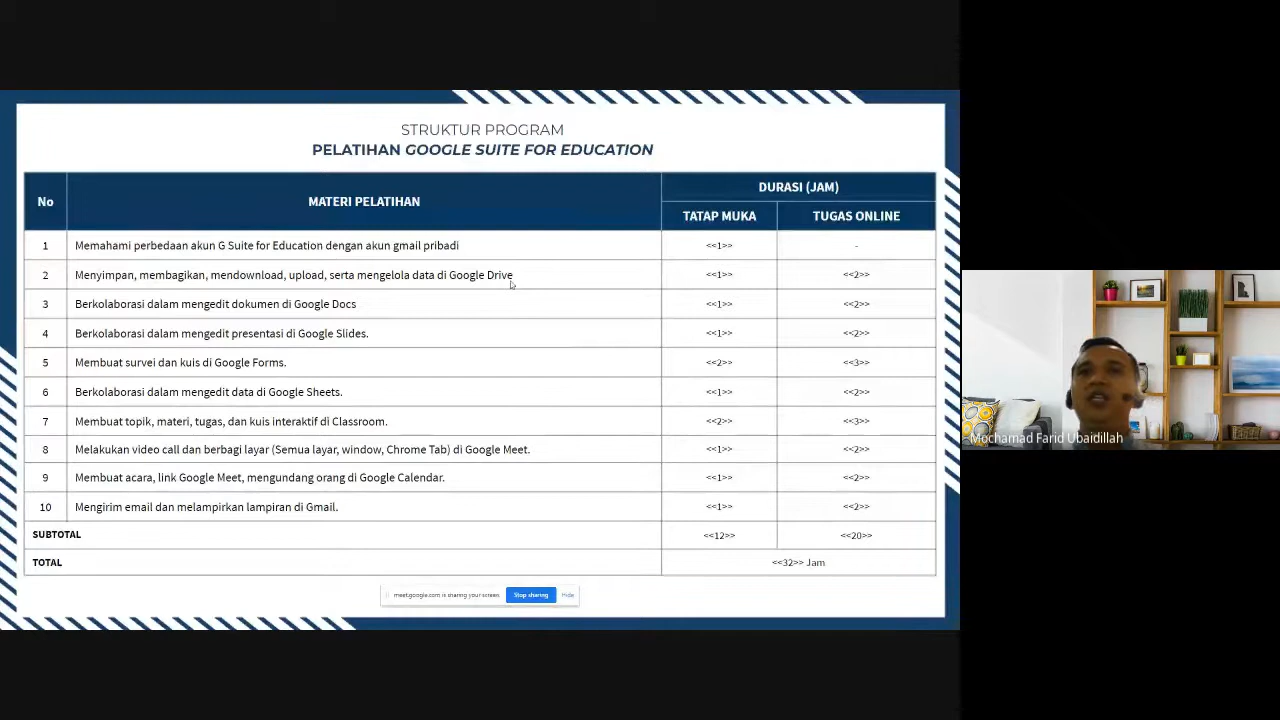 STRUKTUR PROGRAM
PELATIHAN GOOGLE SUITE FOR EDUCATION
No MATERI PELATIHAN DURASI (JAM)
TATAP MUKA TUGAS ONLINE
1 Memahami perbedaan akun G Suite for Education dengan akun gmail pribadi <<1>> -
2 Menyimpan, membagikan, mendownload, upload, serta mengelola data di Google Drive <<1>> <<2>>
3 Berkolaborasi dalam mengedit dokumen di Google Docs <<1>> <<2>>
4 Berkolaborasi dalam mengedit presentasi di Google Slides. <<1>> <<2>>
5 Membuat survei dan kuis di Google Forms. <<2>> <<3>>
6 Berkolaborasi dalam mengedit data di Google Sheets. <<1>> <<2>>
7 Membuat topik, materi, tugas, dan kuis interaktif di Classroom. <<2>> <<3>>
8 Melakukan video call dan berbagi layar (Semua layar, window, Chrome Tab) di Google Meet. <<1>> <<2>>
9 Membuat acara, link Google Meet, mengundang orang di Google Calendar. <<1>> <<2>>
10 Mengirim email dan melampirkan lampiran di Gmail. <<1>> <<2>>
SUBTOTAL <<12>> <<20>>
TOTAL <<32>> Jam
meet.google.com is sharing your screen. Stop sharing Hide
Mochamad Farid Ubaidillah